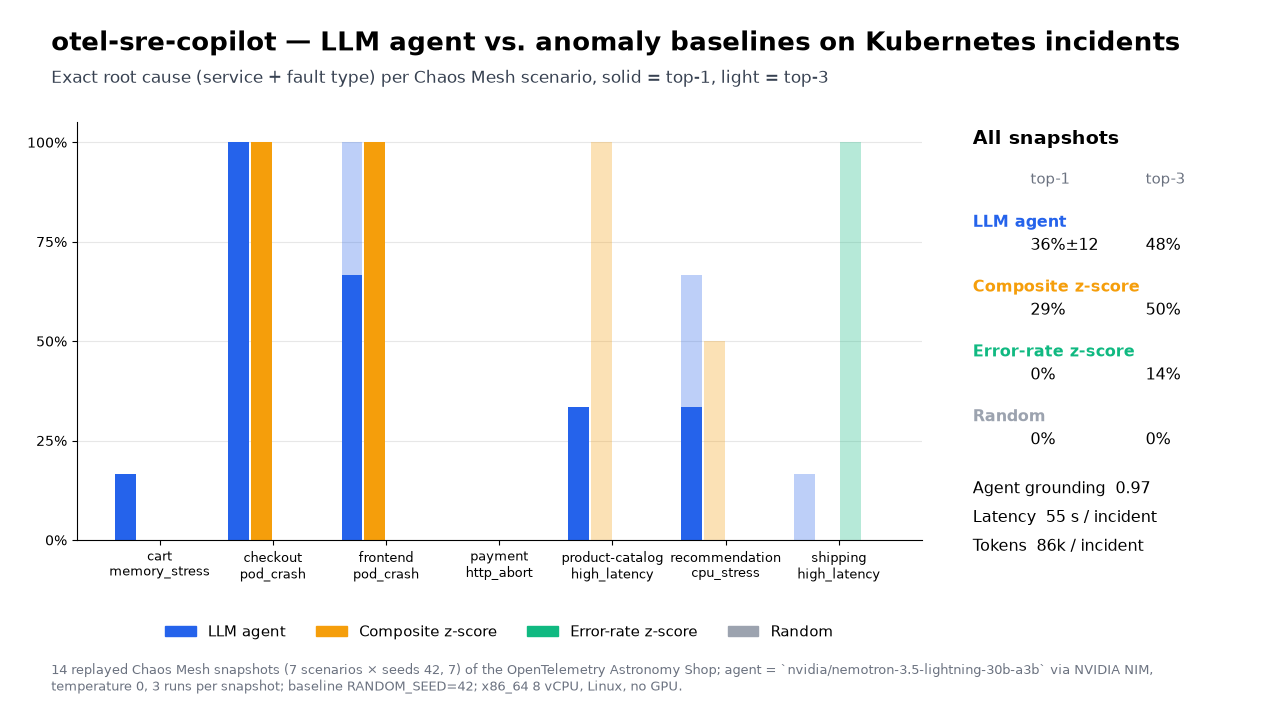 otel-sre-copilot — LLM agent vs. anomaly baselines on Kubernetes incidents
Exact root cause (service + fault type) per Chaos Mesh scenario, solid = top-1, light = top-3
100%
75%
50%
25%
0%
cart
memory_stress
checkout
pod_crash
frontend
pod_crash
payment
http_abort
product-catalog
high_latency
recommendation
cpu_stress
shipping
high_latency
LLM agent
Composite z-score
Error-rate z-score
Random
All snapshots
top-1 top-3
LLM agent
36%±12 48%
Composite z-score
29% 50%
Error-rate z-score
0% 14%
Random
0% 0%
Agent grounding 0.97
Latency 55 s / incident
Tokens 86k / incident
14 replayed Chaos Mesh snapshots (7 scenarios × seeds 42, 7) of the OpenTelemetry Astronomy Shop; agent = `nvidia/nemotron-3.5-lightning-30b-a3b` via NVIDIA NIM,
temperature 0, 3 runs per snapshot; baseline RANDOM_SEED=42; x86_64 8 vCPU, Linux, no GPU.